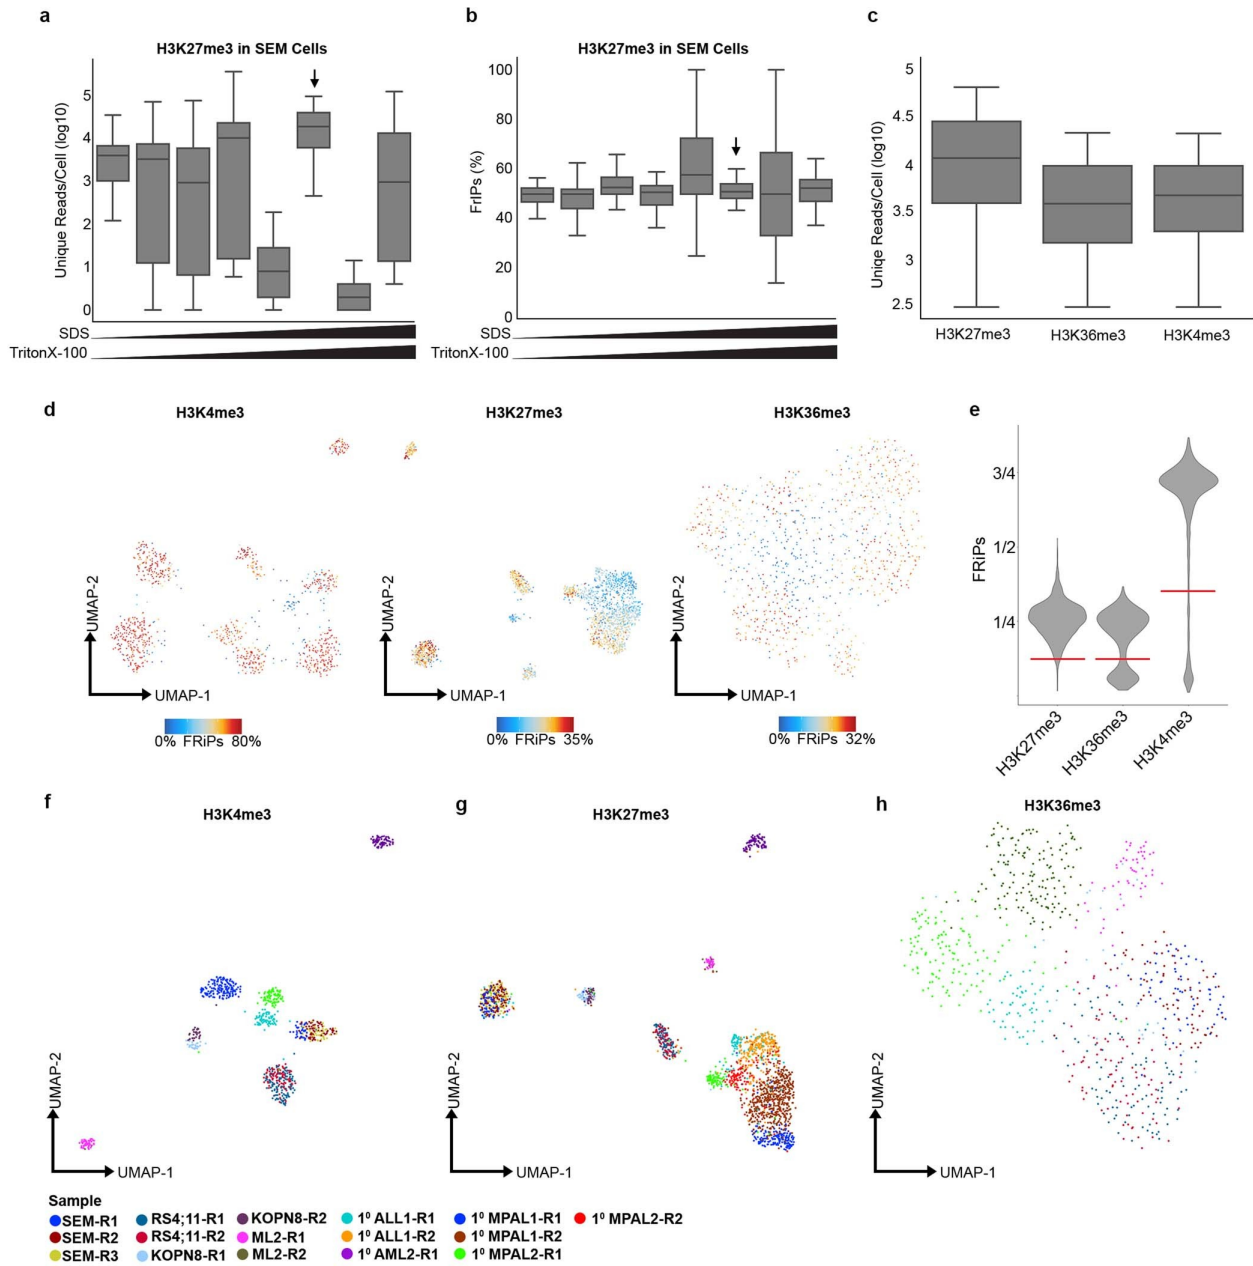 a
H3K27me3 in SEM Cells
Unique Reads/Cell (log10)
5
4
3
2
1
0
SDS
TritonX-100
b
H3K27me3 in SEM Cells
FrIPs (%)
100
80
60
40
20
0
SDS
TritonX-100
c
Uniqe Reads/Cell (log10)
5
4.5
4
3.5
3
2.5
H3K27me3
H3K36me3
H3K4me3
d
H3K4me3
UMAP-2
UMAP-1
0% FRiPs 80%
H3K27me3
UMAP-2
UMAP-1
0% FRiPs 35%
H3K36me3
UMAP-2
UMAP-1
0% FRiPs 32%
e
FRiPs
3/4
1/2
1/4
H3K27me3
H3K36me3
H3K4me3
f
H3K4me3
UMAP-2
UMAP-1
g
H3K27me3
UMAP-2
UMAP-1
h
H3K36me3
UMAP-2
UMAP-1
Sample
SEM-R1
SEM-R2
SEM-R3
RS4;11-R1
RS4;11-R2
KOPN8-R1
KOPN8-R2
ML2-R1
ML2-R2
1⁰ ALL1-R1
1⁰ ALL1-R2
1⁰ AML2-R1
1⁰ MPAL1-R1
1⁰ MPAL1-R2
1⁰ MPAL2-R1
1⁰ MPAL2-R2